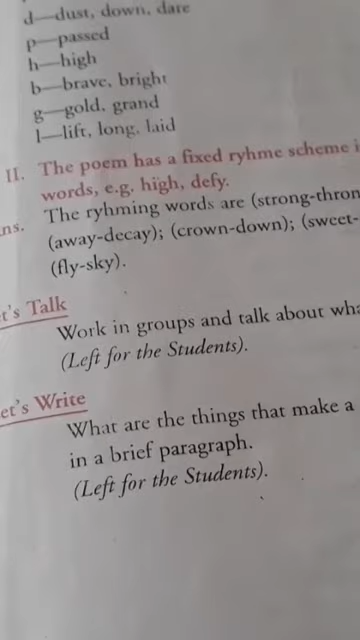 d—dust, down, dare
p—passed
h—high
b—brave, bright
g—gold, grand
l—lift, long, laid
II. The poem has a fixed ryhme scheme
words, e.g. high, defy.
The ryhming words are (strong-thron
(away-decay); (crown-down); (sweet-
(fly-sky).
Talk
Work in groups and talk about
(Left for the Students).
Write
What are the things that make a
in a brief paragraph.
(Left for the Students).